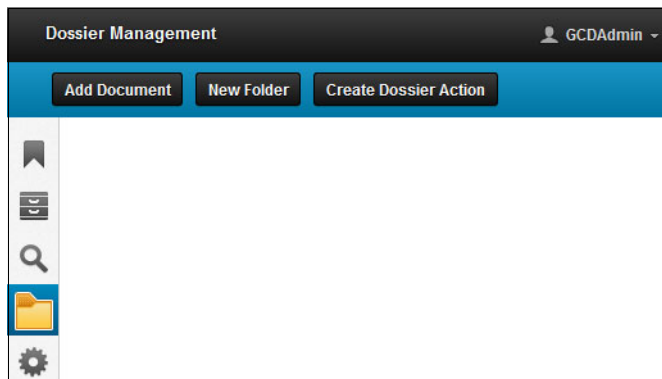 Dossier Management
GCDAdmin
Add Document New Folder Create Dossier Action